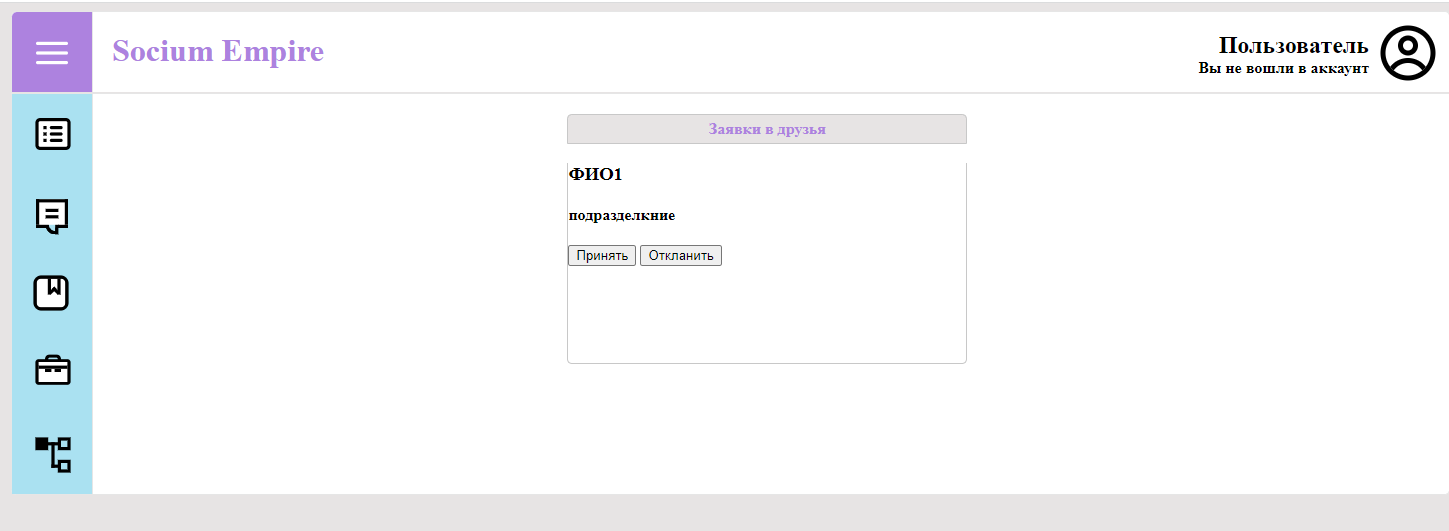 Socium Empire
Пользователь
Вы не вошли в аккаунт
Заявки в друзья
ФИО1
подразделкние
Принять Откланить